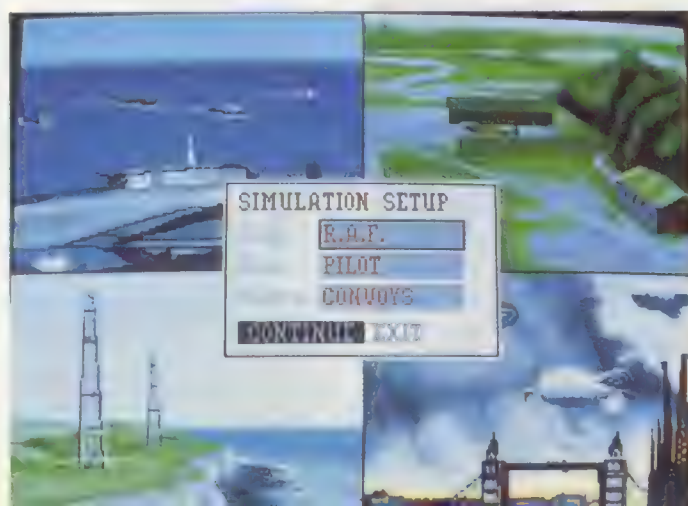 SIMULATION SETUP
R.A.F.
PILOT
CONVOYS
CONTINUE EXIT